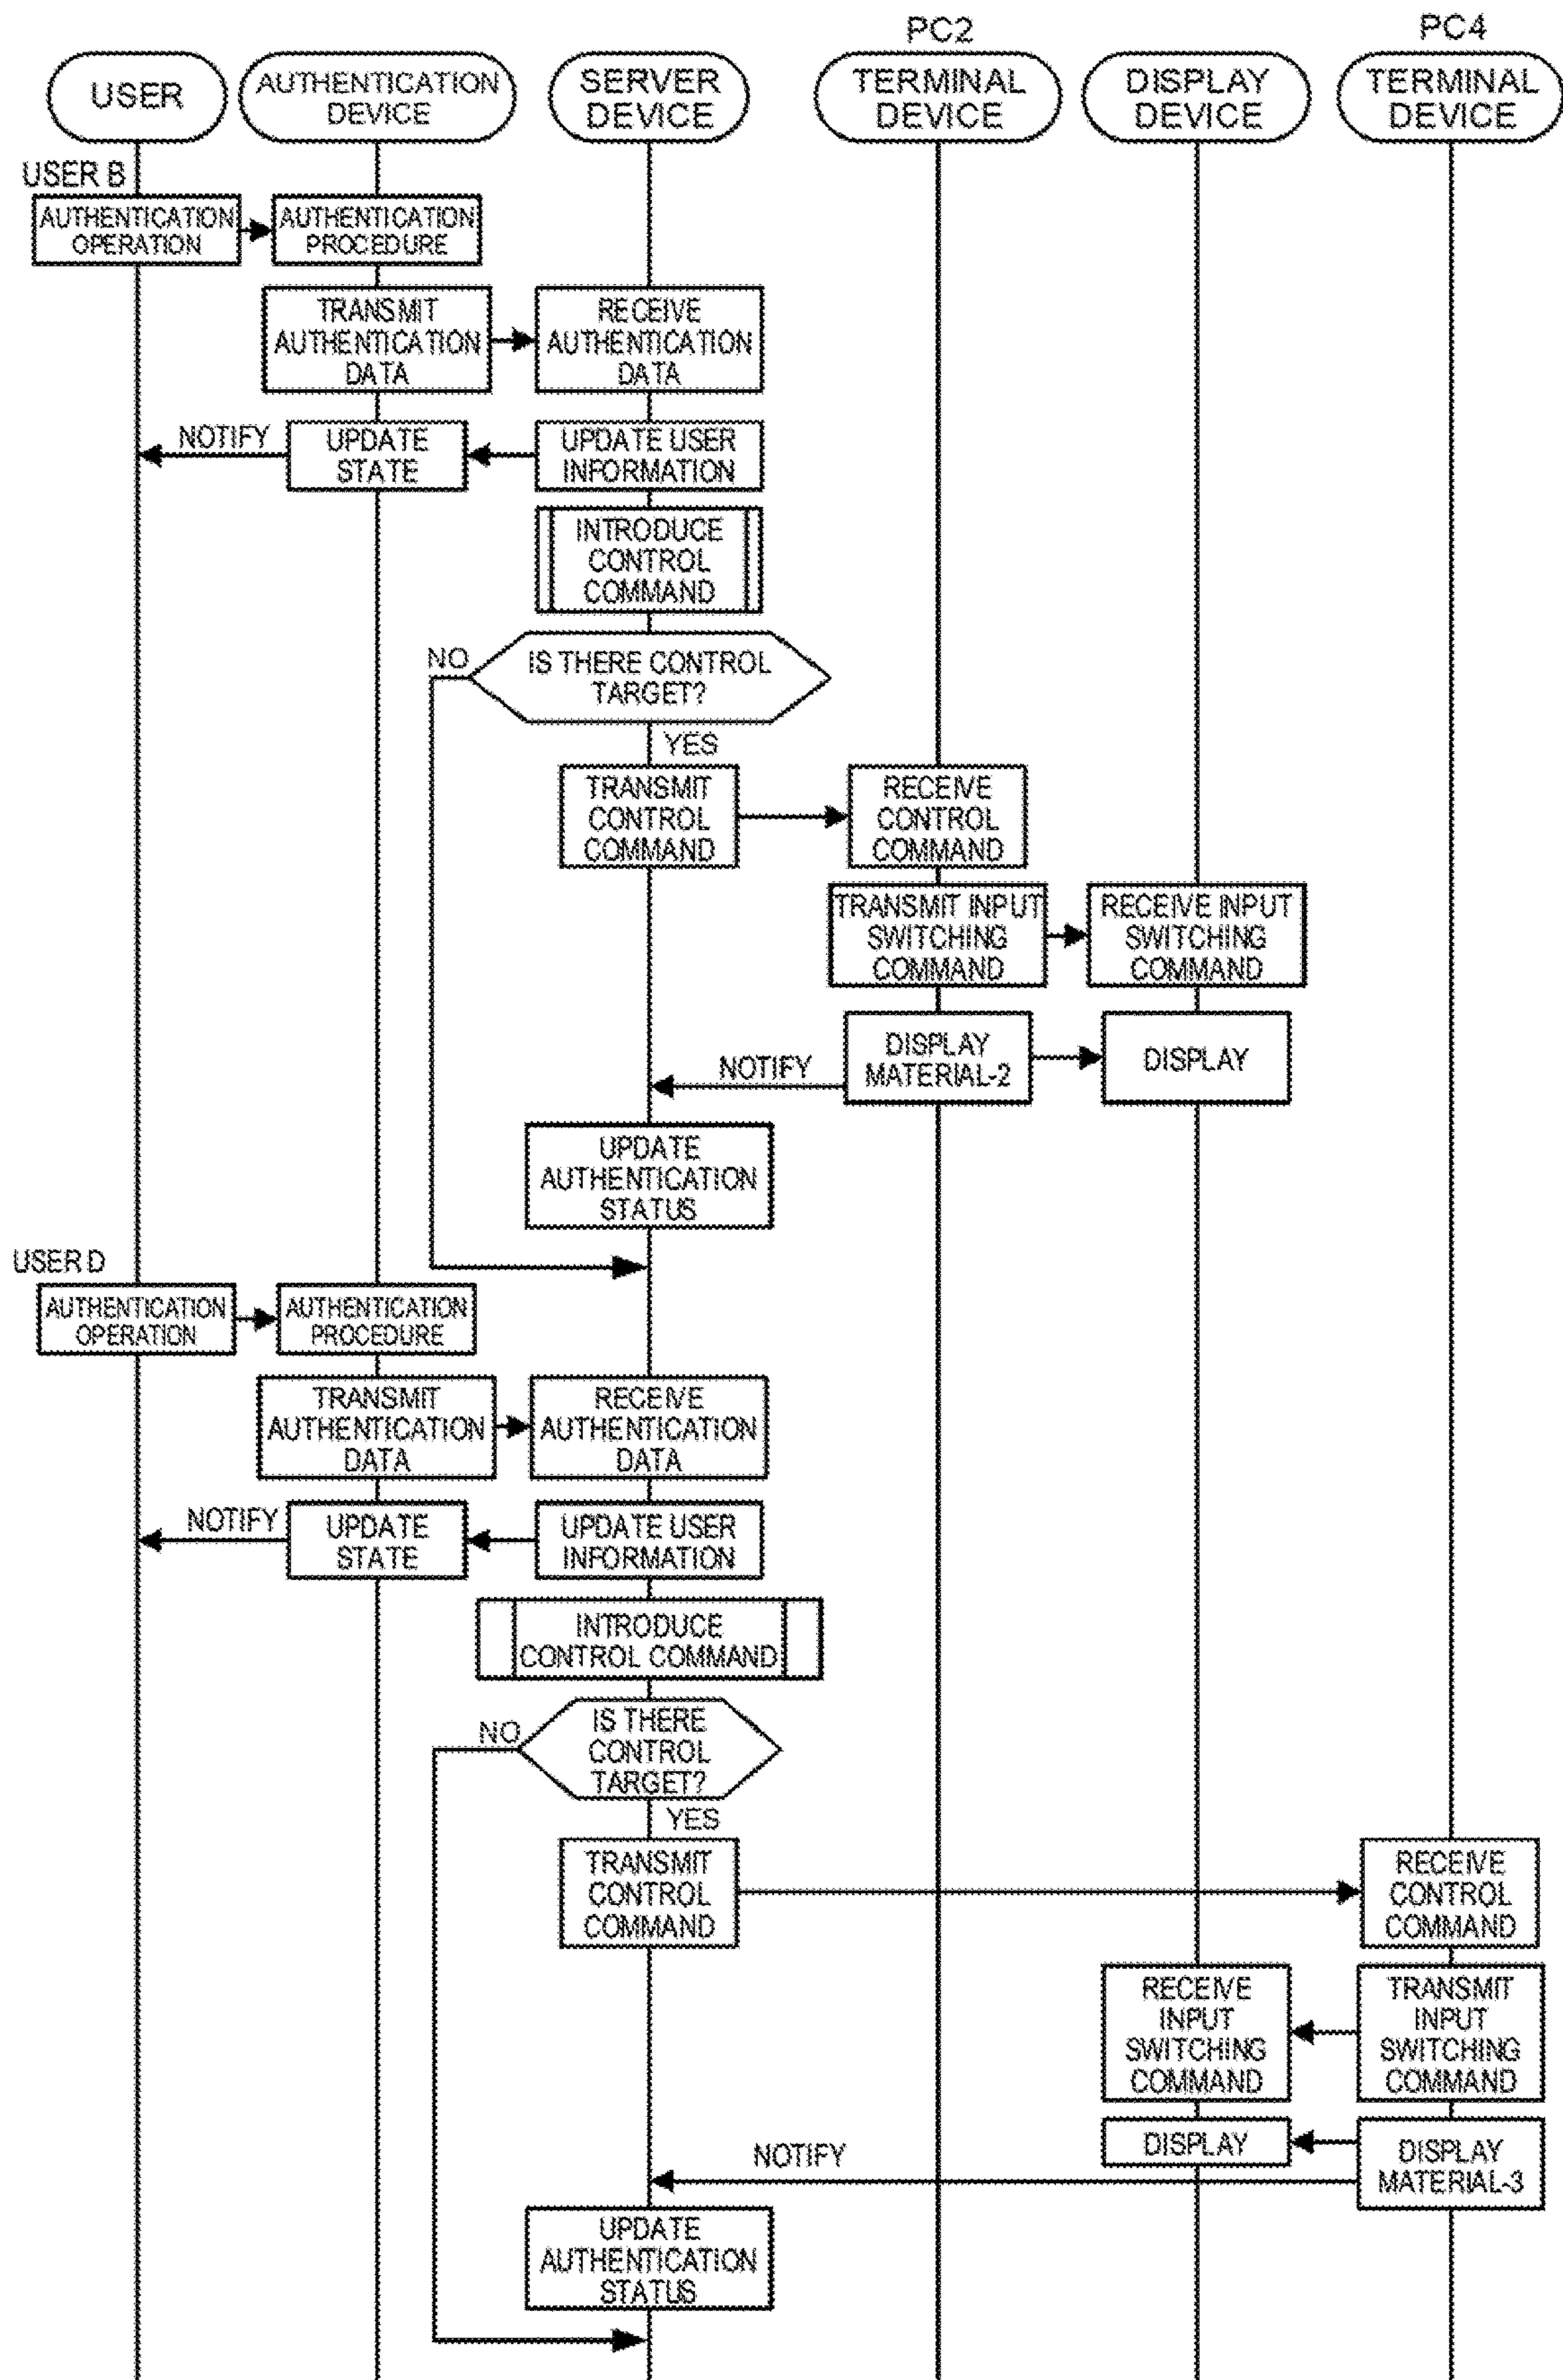 PC2
PC4
USER
AUTHENTICATION
DEVICE
SERVER
DEVICE
TERMINAL
DEVICE
DISPLAY
DEVICE
TERMINAL
DEVICE
USER B
AUTHENTICATION
OPERATION
AUTHENTICATION
PROCEDURE
TRANSMIT
AUTHENTICATION
DATA
RECEIVE
AUTHENTICATION
DATA
NOTIFY
UPDATE
STATE
UPDATE USER
INFORMATION
INTRODUCE
CONTROL
COMMAND
NO
IS THERE CONTROL
TARGET?
YES
TRANSMIT
CONTROL
COMMAND
RECEIVE
CONTROL
COMMAND
TRANSMIT INPUT
SWITCHING
COMMAND
RECEIVE INPUT
SWITCHING
COMMAND
NOTIFY
DISPLAY
MATERIAL-2
DISPLAY
UPDATE
AUTHENTICATION
STATUS
USER D
AUTHENTICATION
OPERATION
AUTHENTICATION
PROCEDURE
TRANSMIT
AUTHENTICATION
DATA
RECEIVE
AUTHENTICATION
DATA
NOTIFY
UPDATE
STATE
UPDATE USER
INFORMATION
INTRODUCE
CONTROL COMMAND
NO
IS THERE
CONTROL
TARGET?
YES
TRANSMIT
CONTROL
COMMAND
RECEIVE
CONTROL
COMMAND
RECEIVE
INPUT
SWITCHING
COMMAND
TRANSMIT
INPUT
SWITCHING
COMMAND
NOTIFY
DISPLAY
DISPLAY
MATERIAL-3
UPDATE
AUTHENTICATION
STATUS